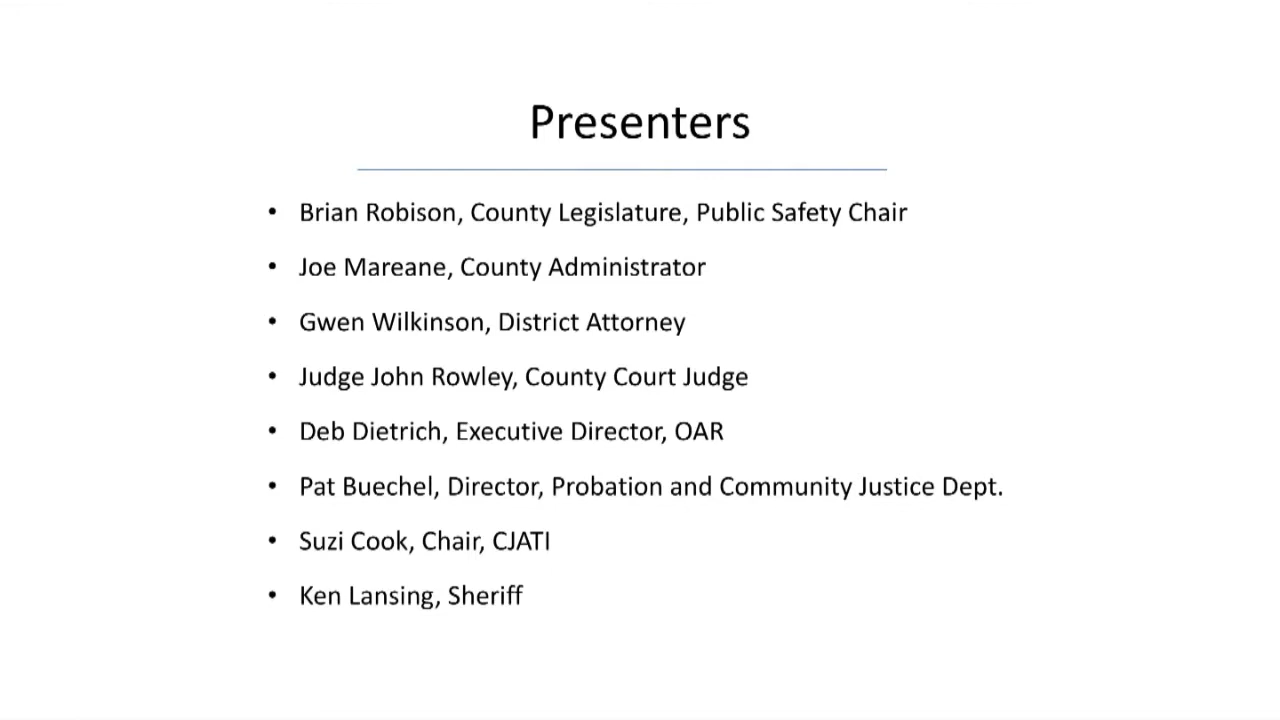 Presenters
• Brian Robison, County Legislature, Public Safety Chair
• Joe Mareane, County Administrator
• Gwen Wilkinson, District Attorney
• Judge John Rowley, County Court Judge
• Deb Dietrich, Executive Director, OAR
• Pat Buechel, Director, Probation and Community Justice Dept.
• Suzi Cook, Chair, CJATI
• Ken Lansing, Sheriff